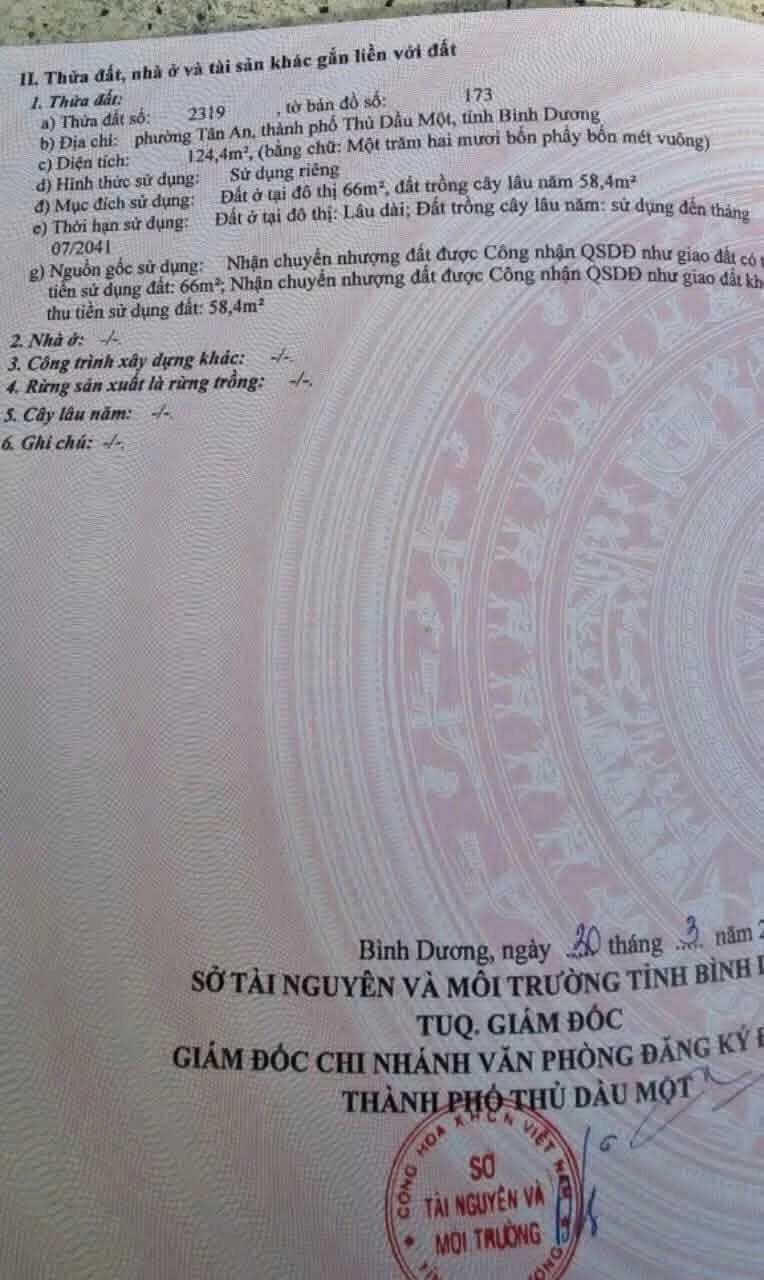 II. Thửa đất, nhà ở và tài sản khác gắn liền với đất
1. Thửa đất:
a) Thửa đất số: 2319 , tờ bản đồ số: 173
b) Địa chỉ: phường Tân An, thành phố Thủ Dầu Một, tỉnh Bình Dương
c) Diện tích: 124,4m², (bằng chữ: Một trăm hai mươi bốn phẩy bốn mét vuông)
d) Hình thức sử dụng: Sử dụng riêng
đ) Mục đích sử dụng: Đất ở tại đô thị 66m², đất trồng cây lâu năm 58,4m²
e) Thời hạn sử dụng: Đất ở tại đô thị: Lâu dài; Đất trồng cây lâu năm: sử dụng đến tháng
07/2041
g) Nguồn gốc sử dụng: Nhận chuyển nhượng đất được Công nhận QSDĐ như giao đất có
tiền sử dụng đất: 66m²; Nhận chuyển nhượng đất được Công nhận QSDĐ như giao đất kh
thu tiền sử dụng đất: 58,4m²
2. Nhà ở: -/-.
3. Công trình xây dựng khác: -/-.
4. Rừng sản xuất là rừng trồng: -/-.
5. Cây lâu năm: -/-.
6. Ghi chú: -/-.
Bình Dương, ngày 30 tháng 3 năm 2
SỞ TÀI NGUYÊN VÀ MÔI TRƯỜNG TỈNH BÌNH
TUQ. GIÁM ĐỐC
GIÁM ĐỐC CHI NHÁNH VĂN PHÒNG ĐĂNG KÝ Đ
THÀNH PHỐ THỦ DẦU MỘT
CỘNG HÒA X.H.C.N VIỆT NAM
SỞ
TÀI NGUYÊN VÀ
MÔI TRƯỜNG